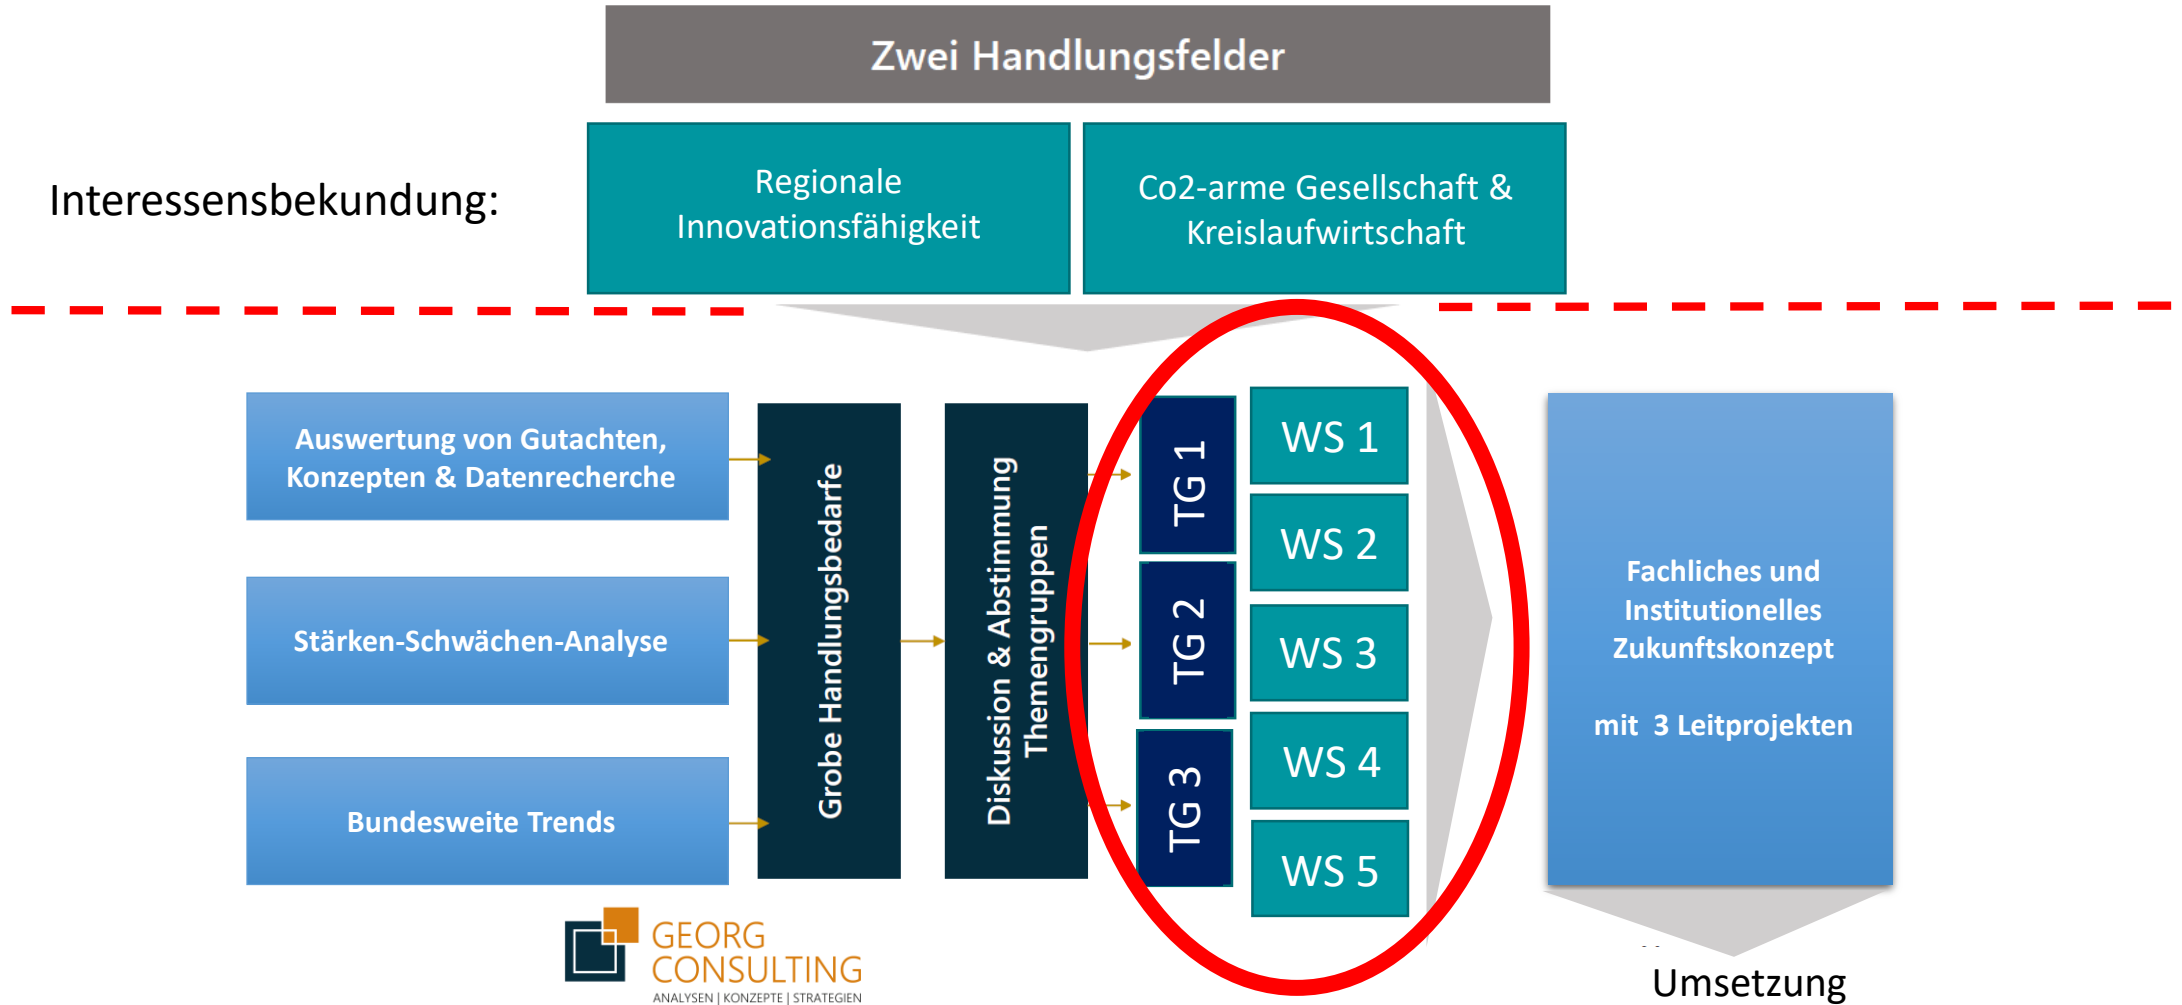 Zwei Handlungsfelder
Interessensbekundung:
Regionale
Innovationsfähigkeit
Co2-arme Gesellschaft &
Kreislaufwirtschaft
Auswertung von Gutachten,
Konzepten & Datenrecherche
Stärken-Schwächen-Analyse
Bundesweite Trends
Grobe Handlungsbedarfe
Diskussion & Abstimmung
Themengruppen
TG 1
TG 2
TG 3
WS 1
WS 2
WS 3
WS 4
WS 5
Fachliches und
Institutionelles
Zukunftskonzept
mit  3 Leitprojekten
Umsetzung
GEORG
CONSULTING
ANALYSEN | KONZEPTE | STRATEGIEN